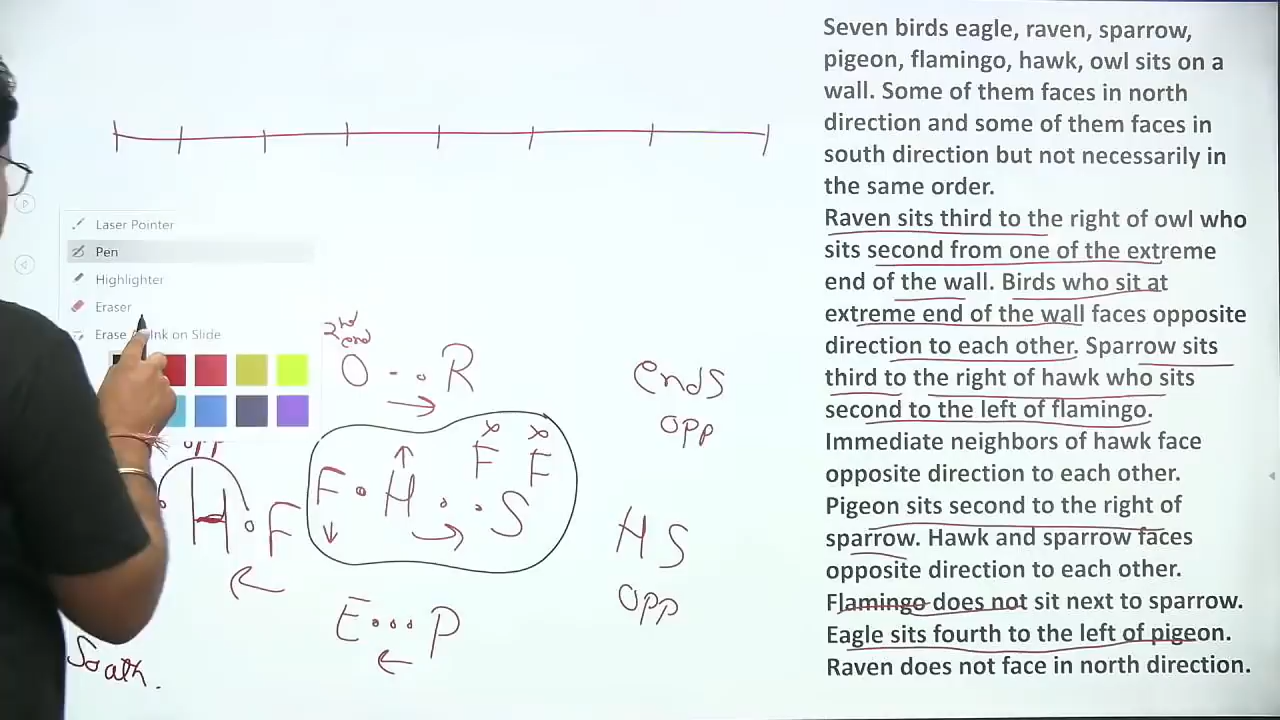 Seven birds eagle, raven, sparrow,
pigeon, flamingo, hawk, owl sits on a
wall. Some of them faces in north
direction and some of them faces in
south direction but not necessarily in
the same order.
Raven sits third to the right of owl who
sits second from one of the extreme
end of the wall. Birds who sit at
extreme end of the wall faces opposite
direction to each other. Sparrow sits
third to the right of hawk who sits
second to the left of flamingo.
Immediate neighbors of hawk face
opposite direction to each other.
Pigeon sits second to the right of
sparrow. Hawk and sparrow faces
opposite direction to each other.
Flamingo does not sit next to sparrow.
Eagle sits fourth to the left of pigeon.
Raven does not face in north direction.
Laser Pointer
Pen
Highlighter
Eraser
Ink on Slide
2nd
end
O R
ends
opp
opp
H F
F H S
F F
H S
opp
E P
South.